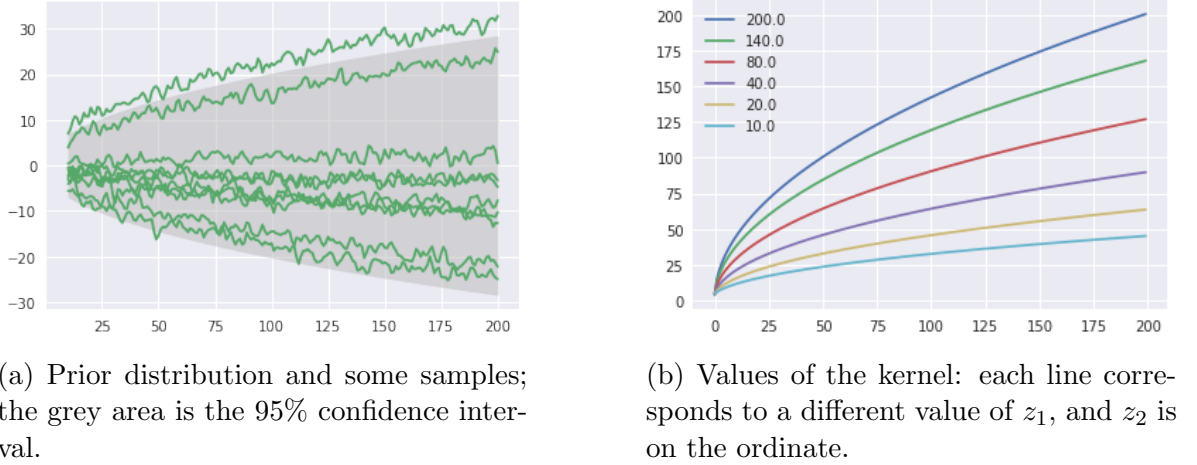 30
20
10
0
−10
−20
−30
25 50 75 100 125 150 175 200
200
175
150
125
100
75
50
25
0
200.0
140.0
80.0
40.0
20.0
10.0
0 25 50 75 100 125 150 175 200
(a) Prior distribution and some samples;
the grey area is the 95% confidence inter-
val.
(b) Values of the kernel: each line corre-
sponds to a different value of z₁, and z₂ is
on the ordinate.